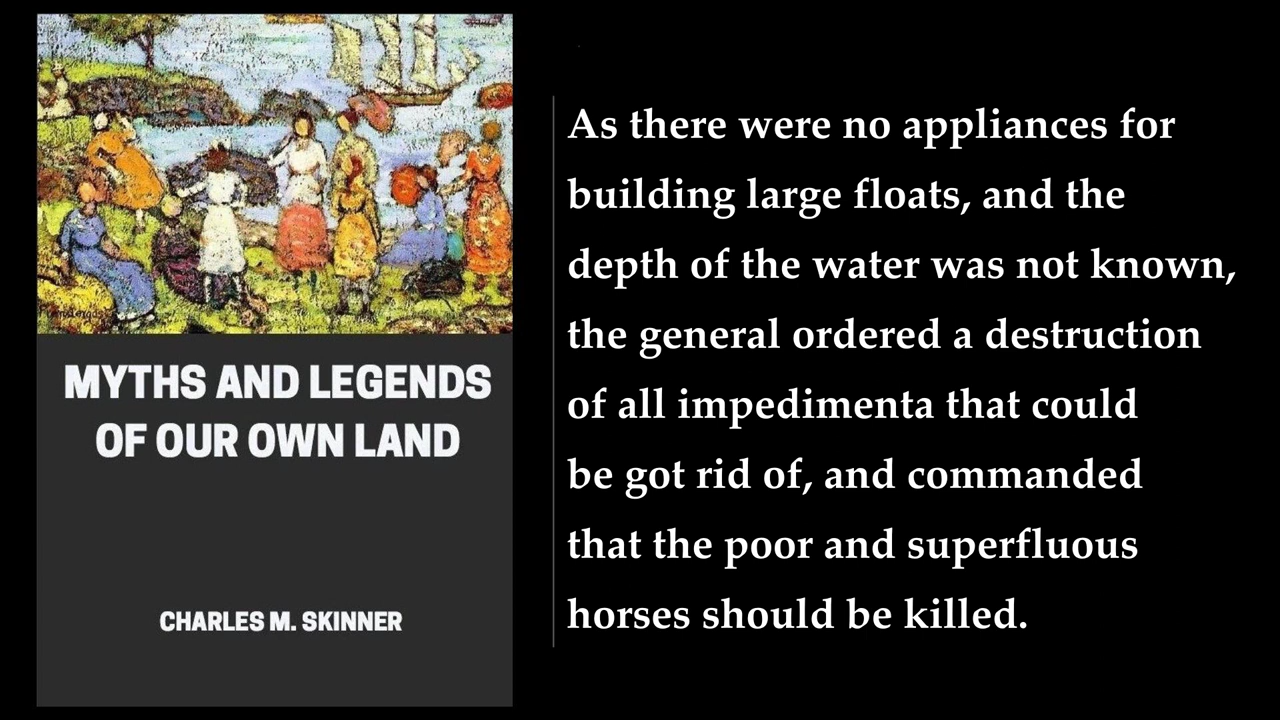 MYTHS AND LEGENDS
OF OUR OWN LAND
CHARLES M. SKINNER
As there were no appliances for
building large floats, and the
depth of the water was not known,
the general ordered a destruction
of all impedimenta that could
be got rid of, and commanded
that the poor and superfluous
horses should be killed.